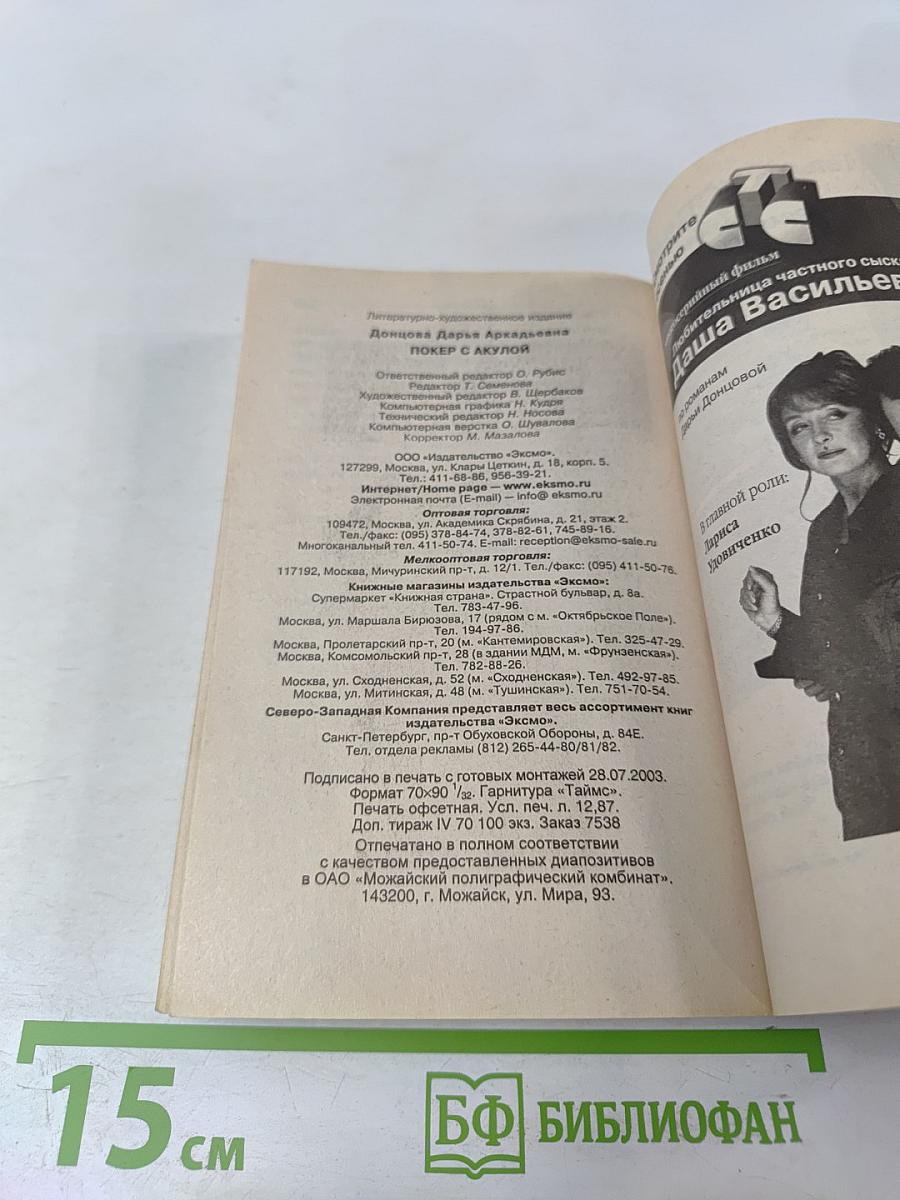 Литературно-художественное издание
Донцова Дарья Аркадьевна
ПОКЕР С АКУЛОЙ
Ответственный редактор О. Рубис
Редактор Т. Семенова
Художественный редактор В. Щербаков
Компьютерная графика Н. Кудря
Технический редактор Н. Носова
Компьютерная верстка О. Шувалова
Корректор М. Мазалова
ООО «Издательство «Эксмо».
127299, Москва, ул. Клары Цеткин, д. 18, корп. 5.
Тел.: 411-68-86, 956-39-21.
Интернет/Home page — www.eksmo.ru
Электронная почта (E-mail) — info@ eksmo.ru
Оптовая торговля:
109472, Москва, ул. Академика Скрябина, д. 21, этаж 2.
Тел./факс: (095) 378-84-74, 378-82-61, 745-89-16.
Многоканальный тел. 411-50-74. E-mail: reception@eksmo-sale.ru
Мелкооптовая торговля:
117192, Москва, Мичуринский пр-т, д. 12/1. Тел./факс: (095) 411-50-76.
Книжные магазины издательства «Эксмо»:
Супермаркет «Книжная страна». Страстной бульвар, д. 8а.
Тел. 783-47-96.
Москва, ул. Маршала Бирюзова, 17 (рядом с м. «Октябрьское Поле»).
Тел. 194-97-86.
Москва, Пролетарский пр-т, 20 (м. «Кантемировская»). Тел. 325-47-29.
Москва, Комсомольский пр-т, 28 (в здании МДМ, м. «Фрунзенская»).
Тел. 782-88-26.
Москва, ул. Сходненская, д. 52 (м. «Сходненская»). Тел. 492-97-85.
Москва, ул. Митинская, д. 48 (м. «Тушинская»). Тел. 751-70-54.
Северо-Западная Компания представляет весь ассортимент книг
издательства «Эксмо».
Санкт-Петербург, пр-т Обуховской Обороны, д. 84Е.
Тел. отдела рекламы (812) 265-44-80/81/82.
Подписано в печать с готовых монтажей 28.07.2003.
Формат 70×90 1/32. Гарнитура «Таймс».
Печать офсетная. Усл. печ. л. 12,87.
Доп. тираж IV 70 100 экз. Заказ 7538
Отпечатано в полном соответствии
с качеством предоставленных диапозитивов
в ОАО «Можайский полиграфический комбинат».
143200, г. Можайск, ул. Мира, 93.
СТС
фильм
Любительница частного сыска
Даша Васильев
по романам
Дарьи Донцовой
В главной роли:
Лариса
Удовиченко
15 см
БФ БИБЛИОФАН